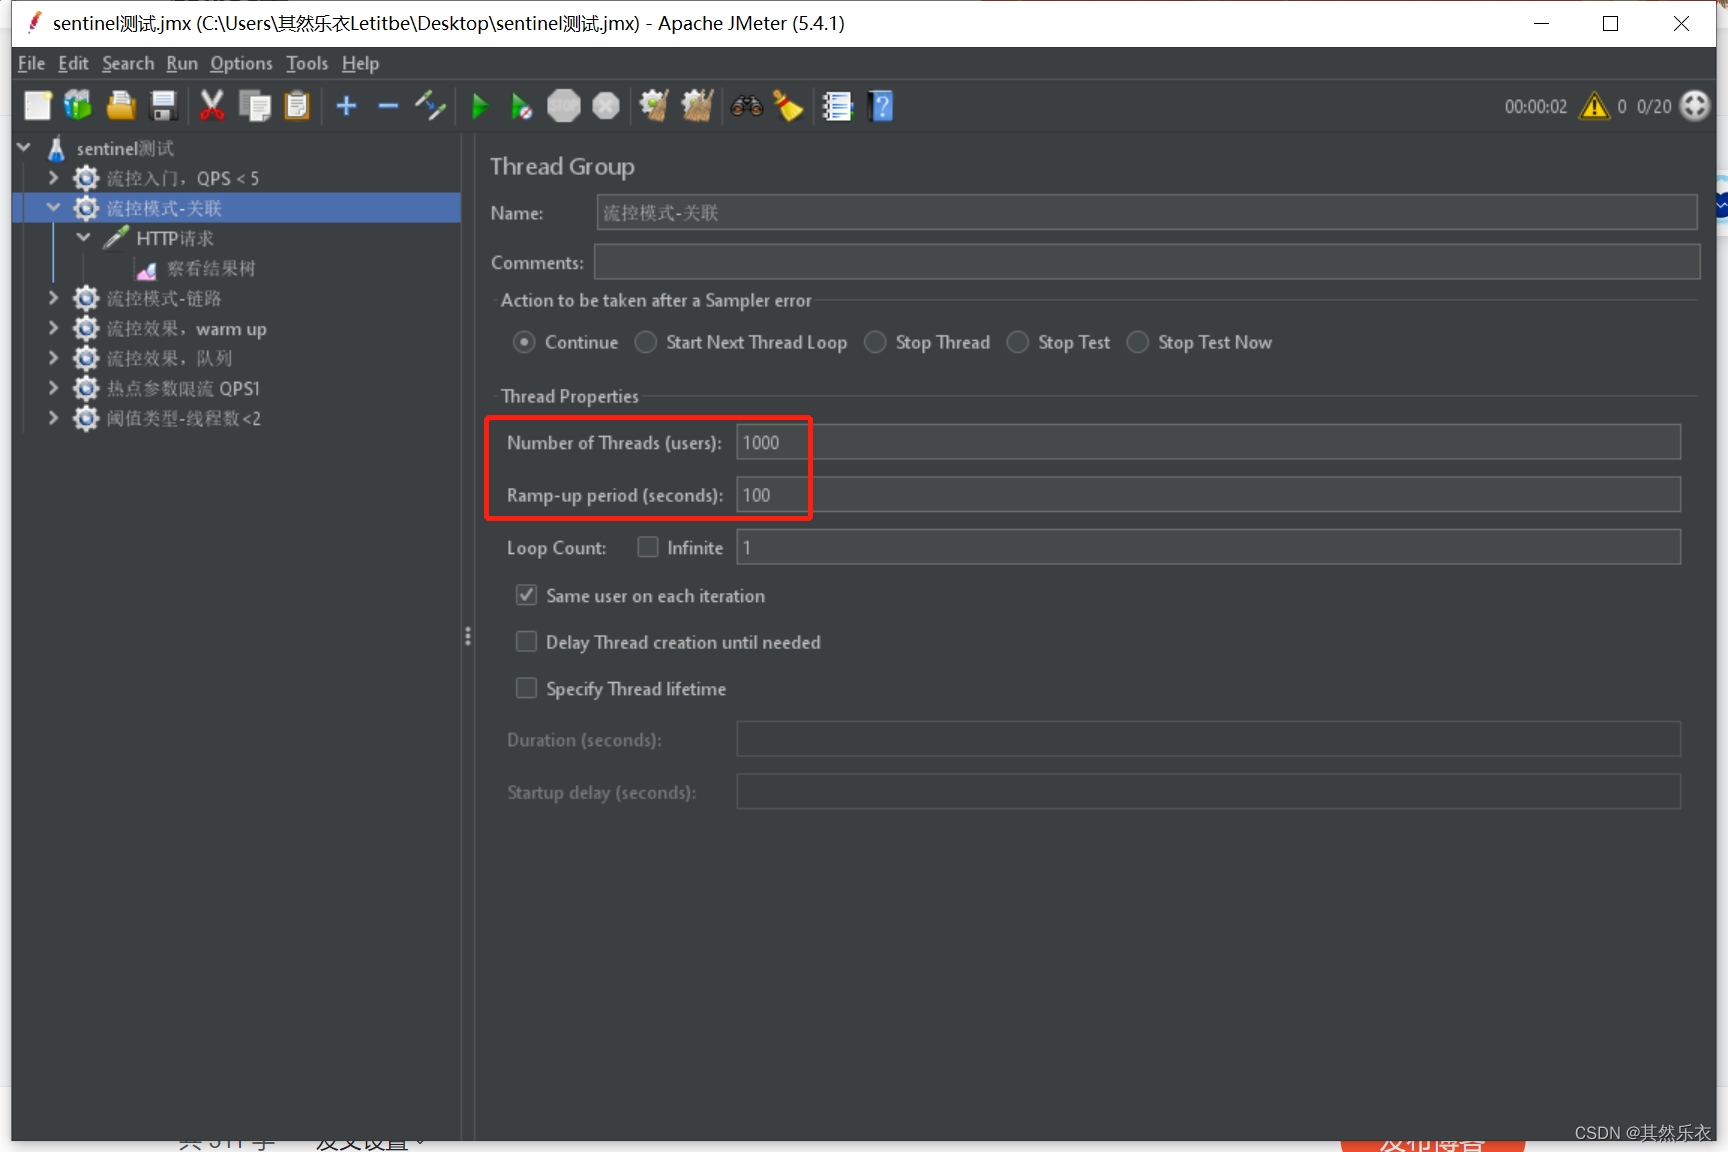 sentinel测试.jmx (C:\Users\其然乐衣Letitbe\Desktop\sentinel测试.jmx) - Apache JMeter (5.4.1)
File Edit Search Run Options Tools Help
STOP
00:00:02 0 0/20
sentinel测试
流控入门，QPS < 5
流控模式-关联
HTTP请求
察看结果树
流控模式-链路
流控效果，warm up
流控效果，队列
热点参数限流 QPS1
阈值类型-线程数<2
Thread Group
Name: 流控模式-关联
Comments:
Action to be taken after a Sampler error
Continue Start Next Thread Loop Stop Thread Stop Test Stop Test Now
Thread Properties
Number of Threads (users): 1000
Ramp-up period (seconds): 100
Loop Count: Infinite 1
Same user on each iteration
Delay Thread creation until needed
Specify Thread lifetime
Duration (seconds):
Startup delay (seconds):
CSDN @其然乐衣